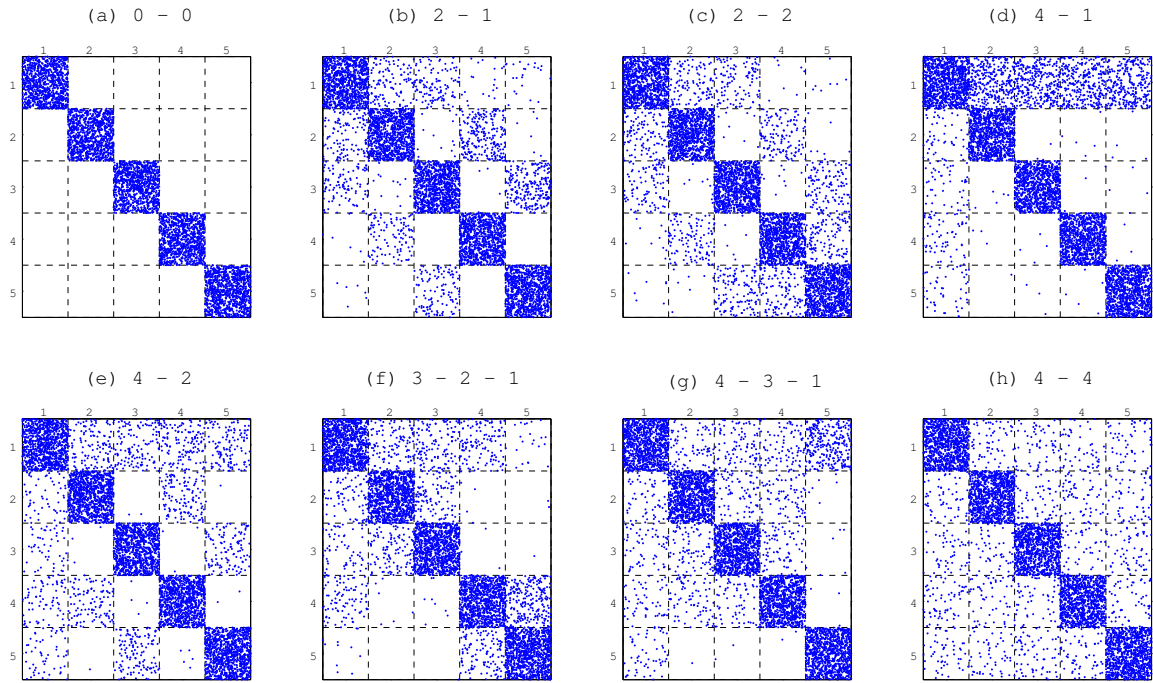 (a) 0 – 0
(b) 2 – 1
(c) 2 – 2
(d) 4 – 1
1 2 3 4 5
1 2 3 4 5
1 2 3 4 5
1 2 3 4 5
1 1 1 1
2 2 2 2
3 3 3 3
4 4 4 4
5 5 5 5
(e) 4 – 2
(f) 3 – 2 – 1
(g) 4 – 3 – 1
(h) 4 – 4
1 2 3 4 5
1 2 3 4 5
1 2 3 4 5
1 2 3 4 5
1 1 1 1
2 2 2 2
3 3 3 3
4 4 4 4
5 5 5 5